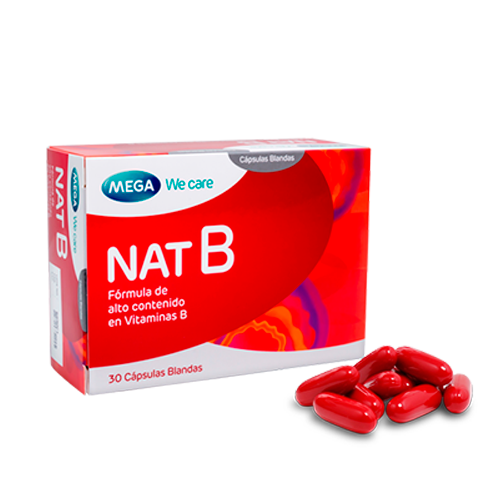 Cápsulas Blandas
MEGA We care
NAT B
Fórmula de
alto contenido
en Vitaminas B
30 Cápsulas Blandas
NAT B
MEGA We care